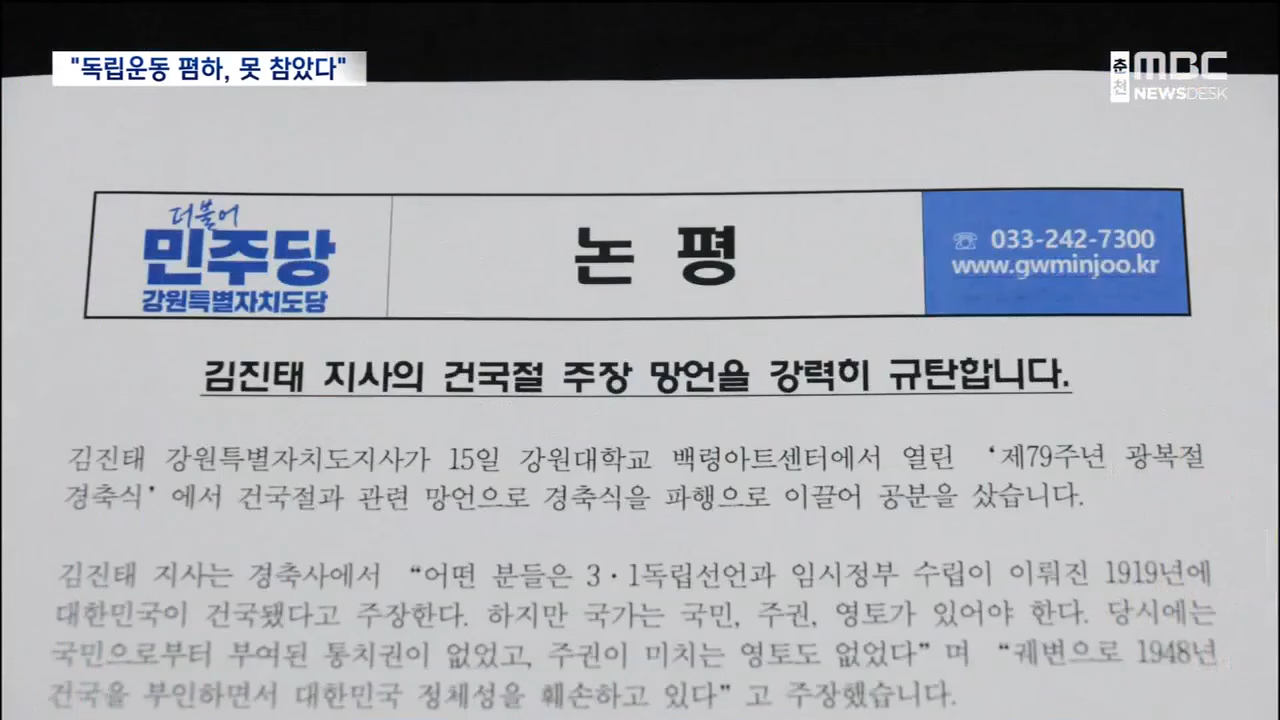 "독립운동 폄하, 못 참았다"
춘천 MBC
NEWSDESK
더불어
민주당
강원특별자치도당
논 평
☏ 033-242-7300
www.gwminjoo.kr
김진태 지사의 건국절 주장 망언을 강력히 규탄합니다.
김진태 강원특별자치도지사가 15일 강원대학교 백령아트센터에서 열린 ‘제79주년 광복절
경축식’에서 건국절과 관련 망언으로 경축식을 파행으로 이끌어 공분을 샀습니다.
김진태 지사는 경축사에서 “어떤 분들은 3·1독립선언과 임시정부 수립이 이뤄진 1919년에
대한민국이 건국됐다고 주장한다. 하지만 국가는 국민, 주권, 영토가 있어야 한다. 당시에는
국민으로부터 부여된 통치권이 없었고, 주권이 미치는 영토도 없었다”며 “궤변으로 1948년
건국을 부인하면서 대한민국 정체성을 훼손하고 있다”고 주장했습니다.